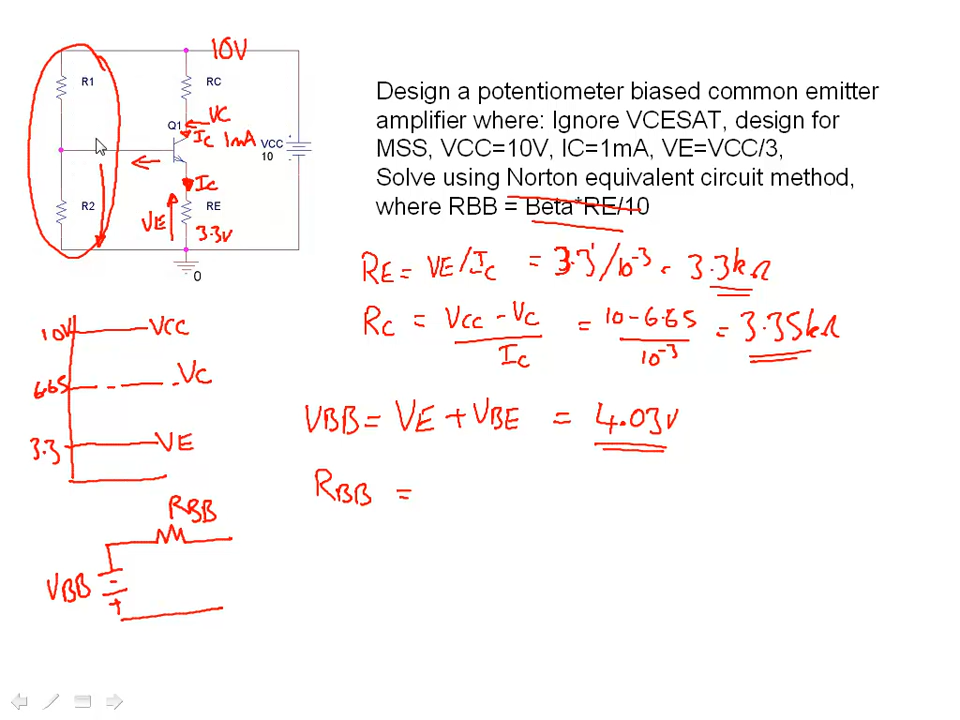 10V
R1
RC
VC
Q1
IC 1mA
VCC
10
IC
R2
RE
VE
3.3V
0
Design a potentiometer biased common emitter
amplifier where: Ignore VCESAT, design for
MSS, VCC=10V, IC=1mA, VE=VCC/3,
Solve using Norton equivalent circuit method,
where RBB = Beta*RE/10
RE = VE/IC = 3.3/10^-3 = 3.3kΩ
RC = VCC - VC / IC = 10-6.65 / 10^-3 = 3.35kΩ
10V VCC
6.65 VC
3.3 VE
VBB = VE + VBE = 4.03V
RBB =
RBB
VBB
- 
+